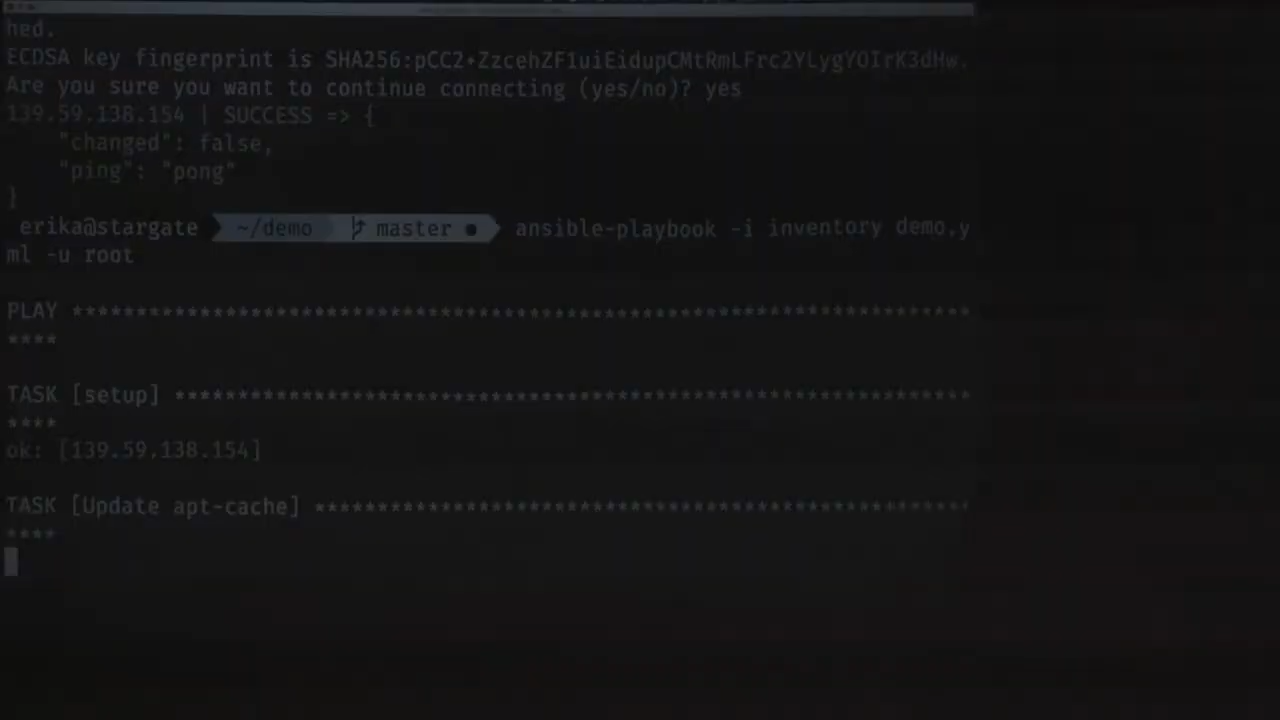 hed.
ECDSA key fingerprint is SHA256:pCC2+ZzcehZF1uiEidupCMtRmLFrc2YLygYOIrK3dHw.
Are you sure you want to continue connecting (yes/no)? yes
139.59.138.154 | SUCCESS => {
    "changed": false,
    "ping": "pong"
}
erika@stargate ~/demo master ● ansible-playbook -i inventory demo.y
ml -u root
PLAY ***********************************************************************
****
TASK [setup] ***************************************************************
****
ok: [139.59.138.154]
TASK [Update apt-cache] ****************************************************
****